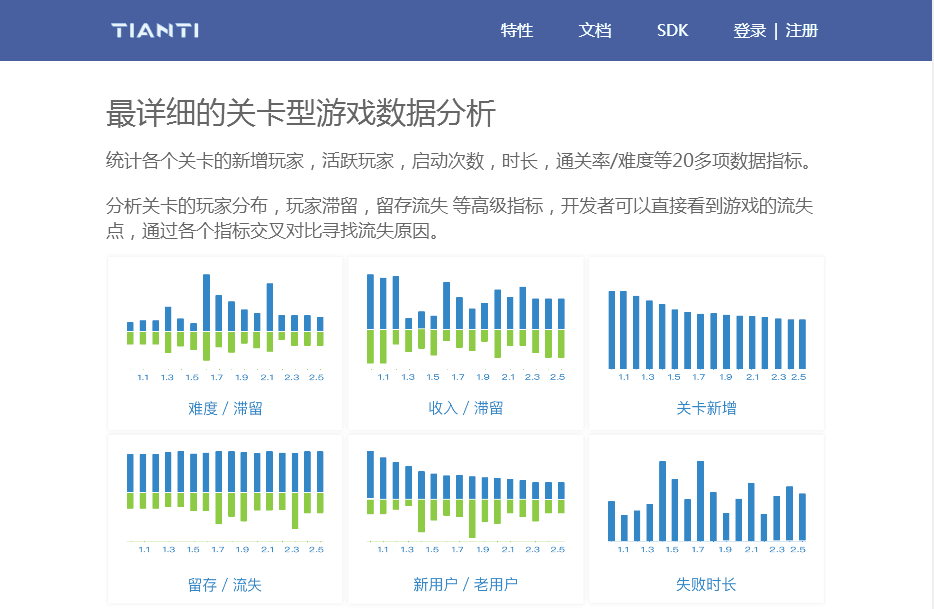 TIANTI 特性 文档 SDK 登录 | 注册
最详细的关卡型游戏数据分析
统计各个关卡的新增玩家，活跃玩家，启动次数，时长，通关率/难度等20多项数据指标。
分析关卡的玩家分布，玩家滞留，留存流失 等高级指标，开发者可以直接看到游戏的流失
点，通过各个指标交叉对比寻找流失原因。
1.1 1.3 1.5 1.7 1.9 2.1 2.3 2.5
难度 / 滞留
1.1 1.3 1.5 1.7 1.9 2.1 2.3 2.5
收入 / 滞留
1.1 1.3 1.5 1.7 1.9 2.1 2.3 2.5
关卡新增
1.1 1.3 1.5 1.7 1.9 2.1 2.3 2.5
留存 / 流失
1.1 1.3 1.5 1.7 1.9 2.1 2.3 2.5
新用户 / 老用户
1.1 1.3 1.5 1.7 1.9 2.1 2.3 2.5
失败时长